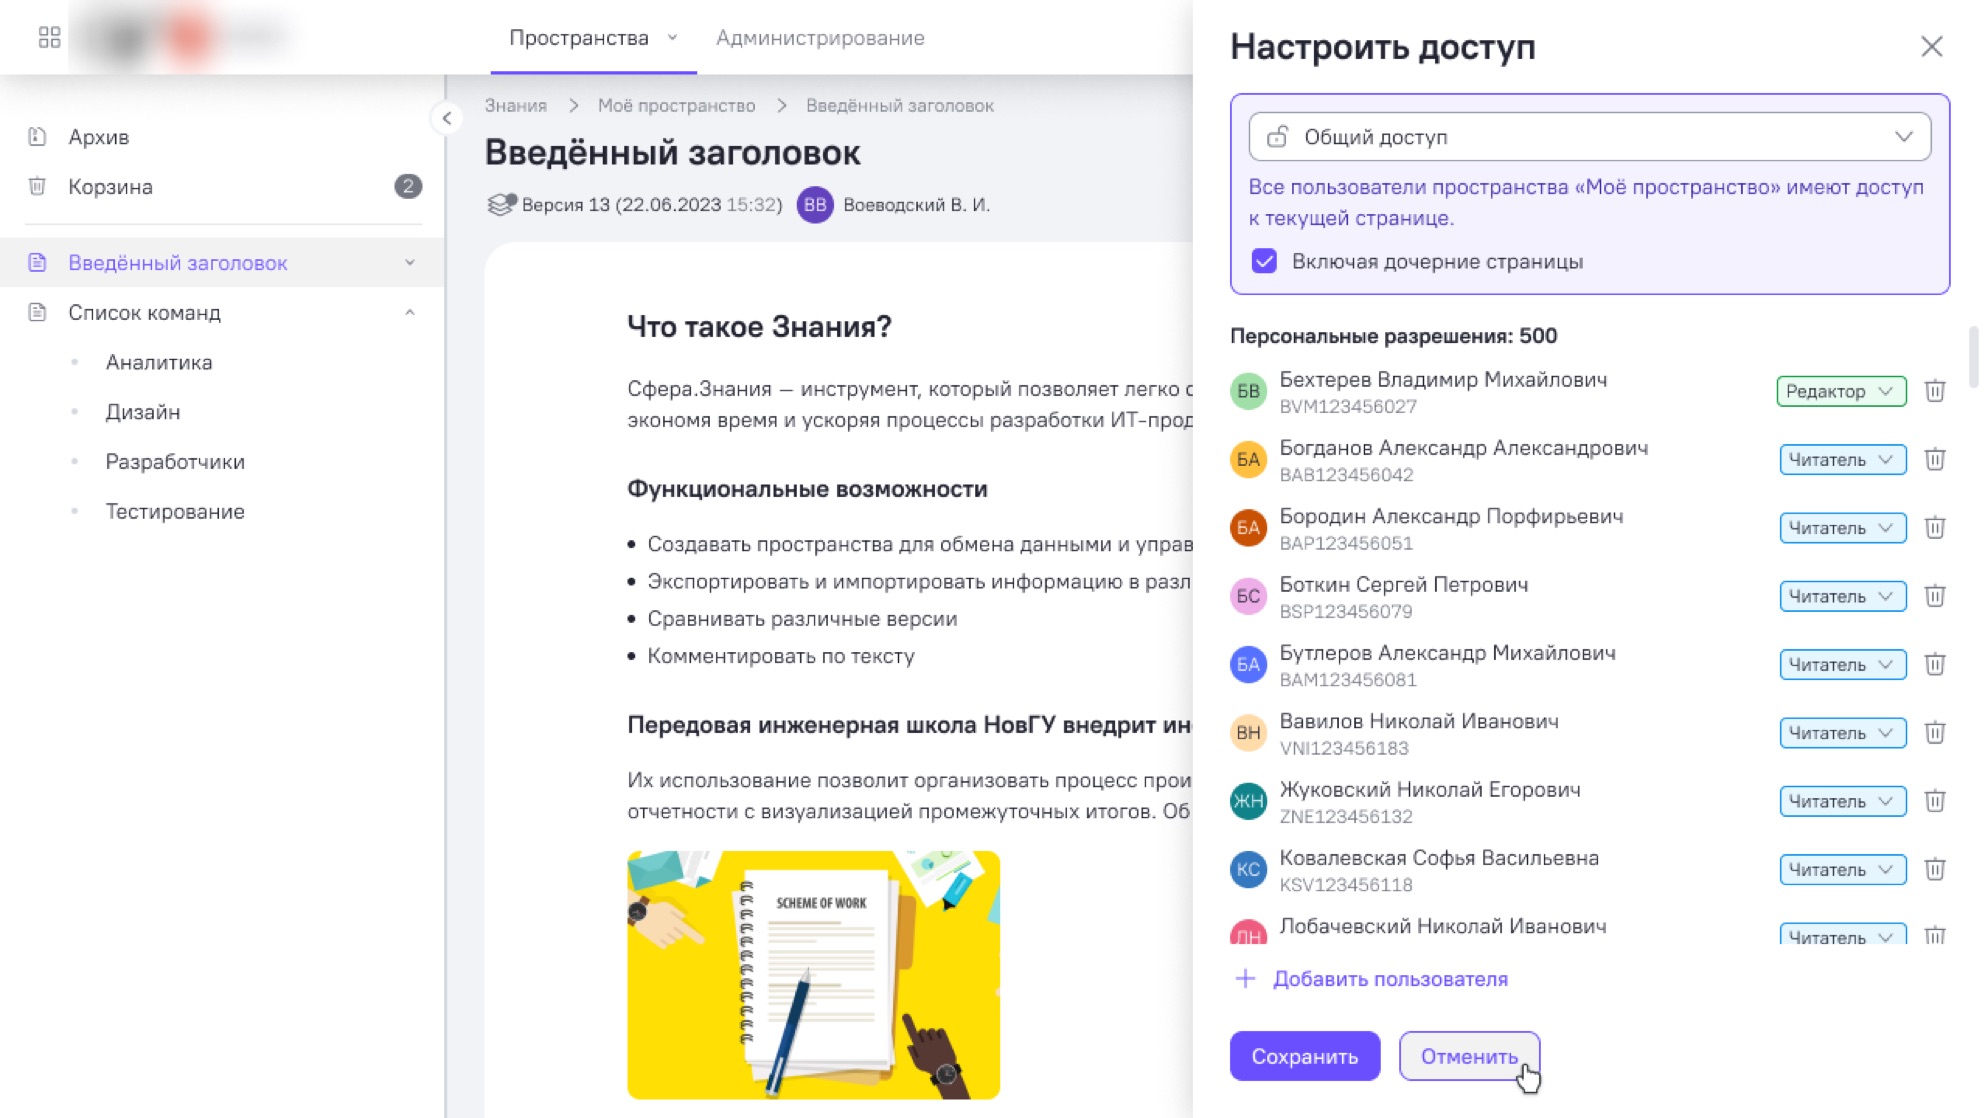 Пространства
Администрирование
Архив
Корзина
2
Введённый заголовок
Список команд
Аналитика
Дизайн
Разработчики
Тестирование
Знания > Моё пространство > Введённый заголовок
Введённый заголовок
Версия 13 (22.06.2023 15:32)
ВВ
Воеводский В. И.
Что такое Знания?
Сфера.Знания — инструмент, который позволяет легко
экономя время и ускоряя процессы разработки
Функциональные возможности
• Создавать пространства для обмена данными и
• Экспортировать и импортировать информацию в
• Сравнивать различные версии
• Комментировать по тексту
Передовая инженерная школа НовГУ внедрит
Их использование позволит организовать процесс
отчетности с визуализацией промежуточных итогов.
SCHEME OF WORK
Настроить доступ
Общий доступ
Все пользователи пространства «Моё пространство» имеют доступ
к текущей странице.
Включая дочерние страницы
Персональные разрешения: 500
БВ
Бехтерев Владимир Михайлович
BVM123456027
Редактор
БА
Богданов Александр Александрович
BAB123456042
Читатель
БА
Бородин Александр Порфирьевич
BAP123456051
Читатель
БС
Боткин Сергей Петрович
BSP123456079
Читатель
БА
Бутлеров Александр Михайлович
BAM123456081
Читатель
ВН
Вавилов Николай Иванович
VNI123456183
Читатель
ЖН
Жуковский Николай Егорович
ZNE123456132
Читатель
КС
Ковалевская Софья Васильевна
KSV123456118
Читатель
ЛН
Лобачевский Николай Иванович
Читатель
+ Добавить пользователя
Сохранить
Отменить